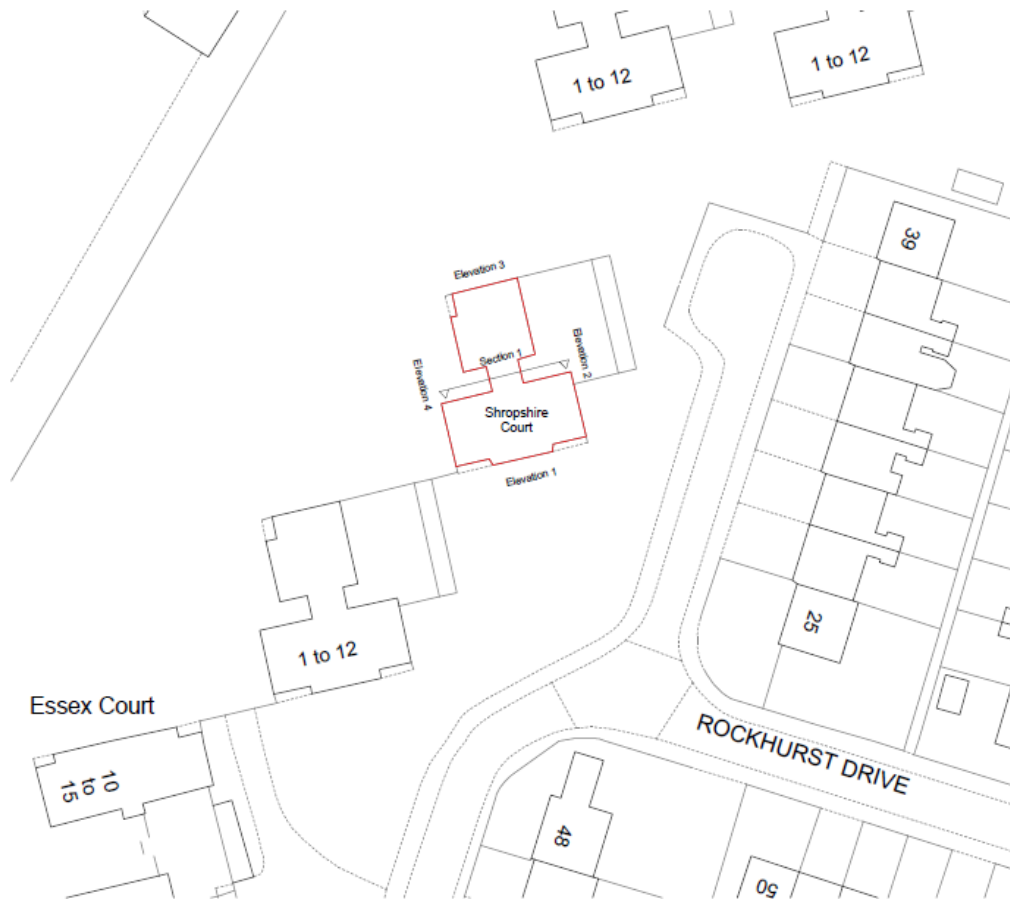 1 to 12
1 to 12
39
Elevation 3
Section 1
Elevation 2
Elevation 4
Shropshire
Court
Elevation 1
25
1 to 12
Essex Court
10
to
15
ROCKHURST DRIVE
48
50